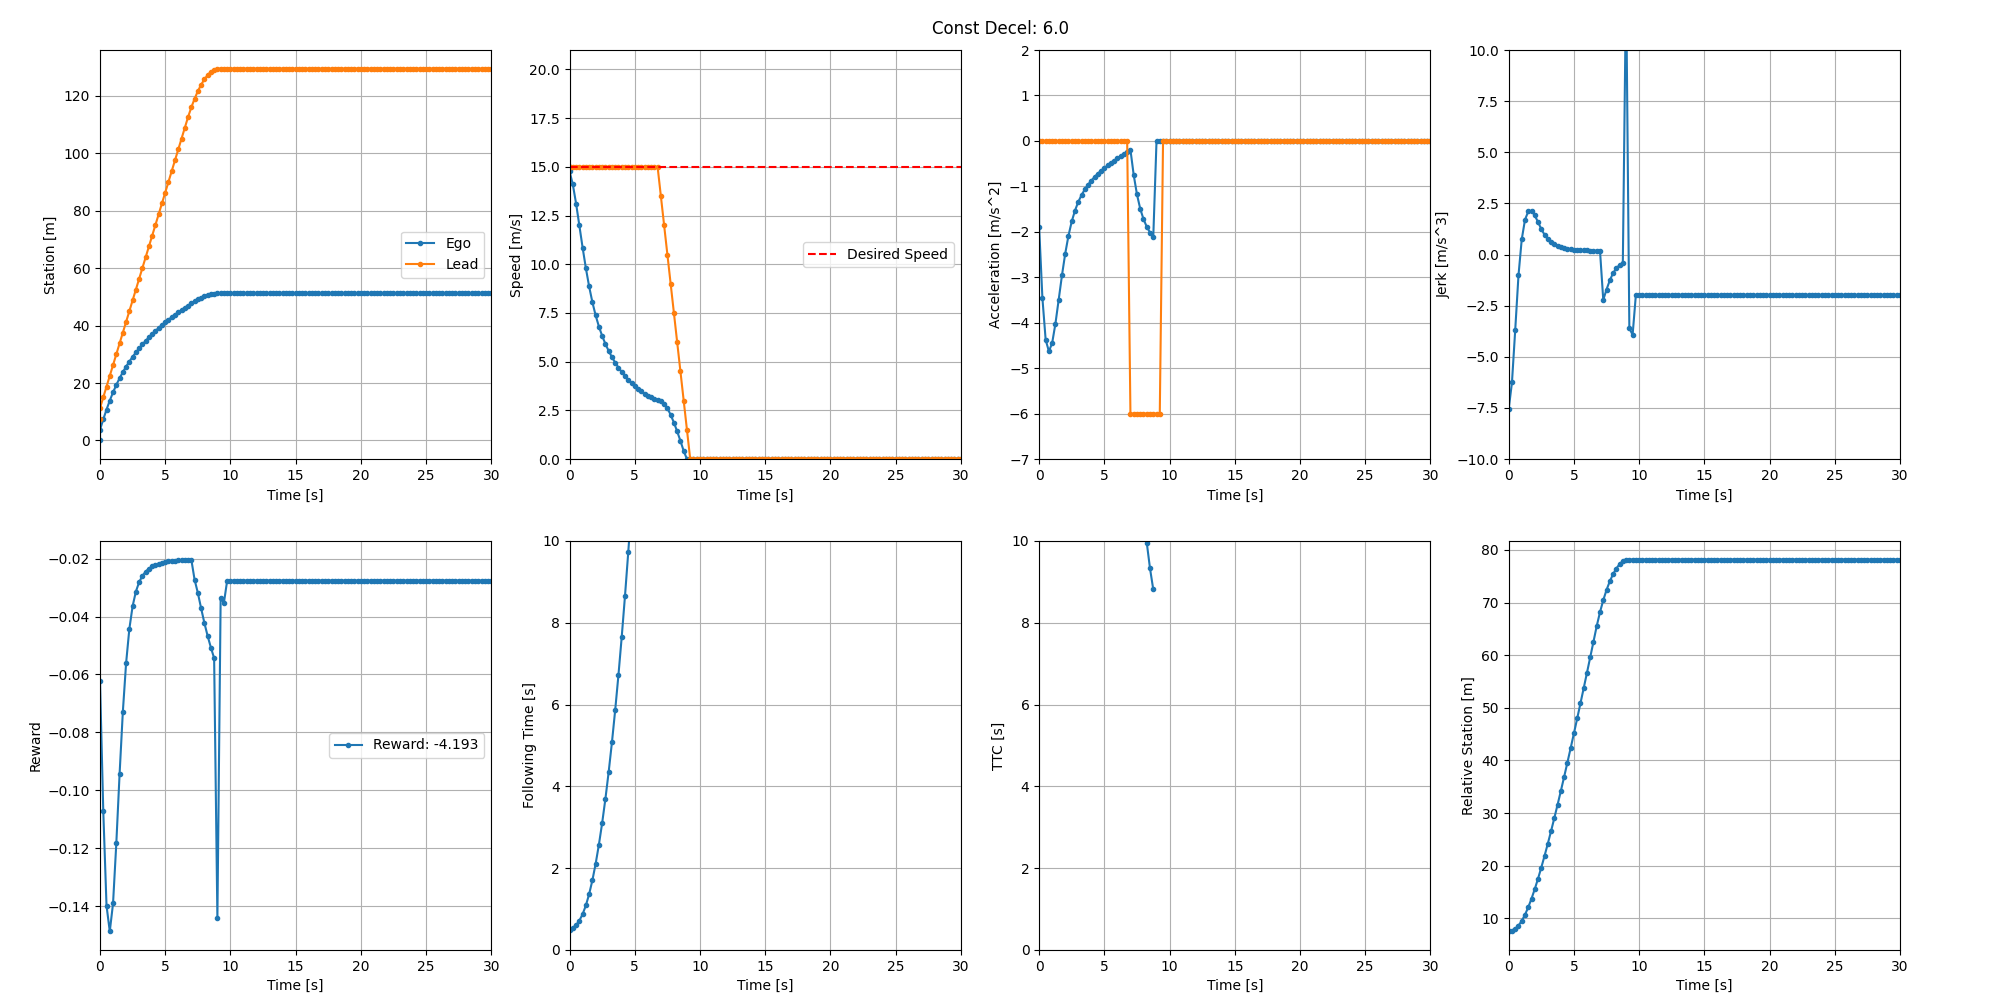 Const Decel: 6.0
Station [m]
120
100
80
60
40
20
0
0 5 10 15 20 25 30
Time [s]
Ego
Lead
Speed [m/s]
20.0
17.5
15.0
12.5
10.0
7.5
5.0
2.5
0.0
0 5 10 15 20 25 30
Time [s]
Desired Speed
Acceleration [m/s^2]
2
1
0
−1
−2
−3
−4
−5
−6
−7
0 5 10 15 20 25 30
Time [s]
Jerk [m/s^3]
10.0
7.5
5.0
2.5
0.0
−2.5
−5.0
−7.5
−10.0
0 5 10 15 20 25 30
Time [s]
Reward
−0.02
−0.04
−0.06
−0.08
−0.10
−0.12
−0.14
0 5 10 15 20 25 30
Time [s]
Reward: -4.193
Following Time [s]
10
8
6
4
2
0
0 5 10 15 20 25 30
Time [s]
TTC [s]
10
8
6
4
2
0
0 5 10 15 20 25 30
Time [s]
Relative Station [m]
80
70
60
50
40
30
20
10
0 5 10 15 20 25 30
Time [s]